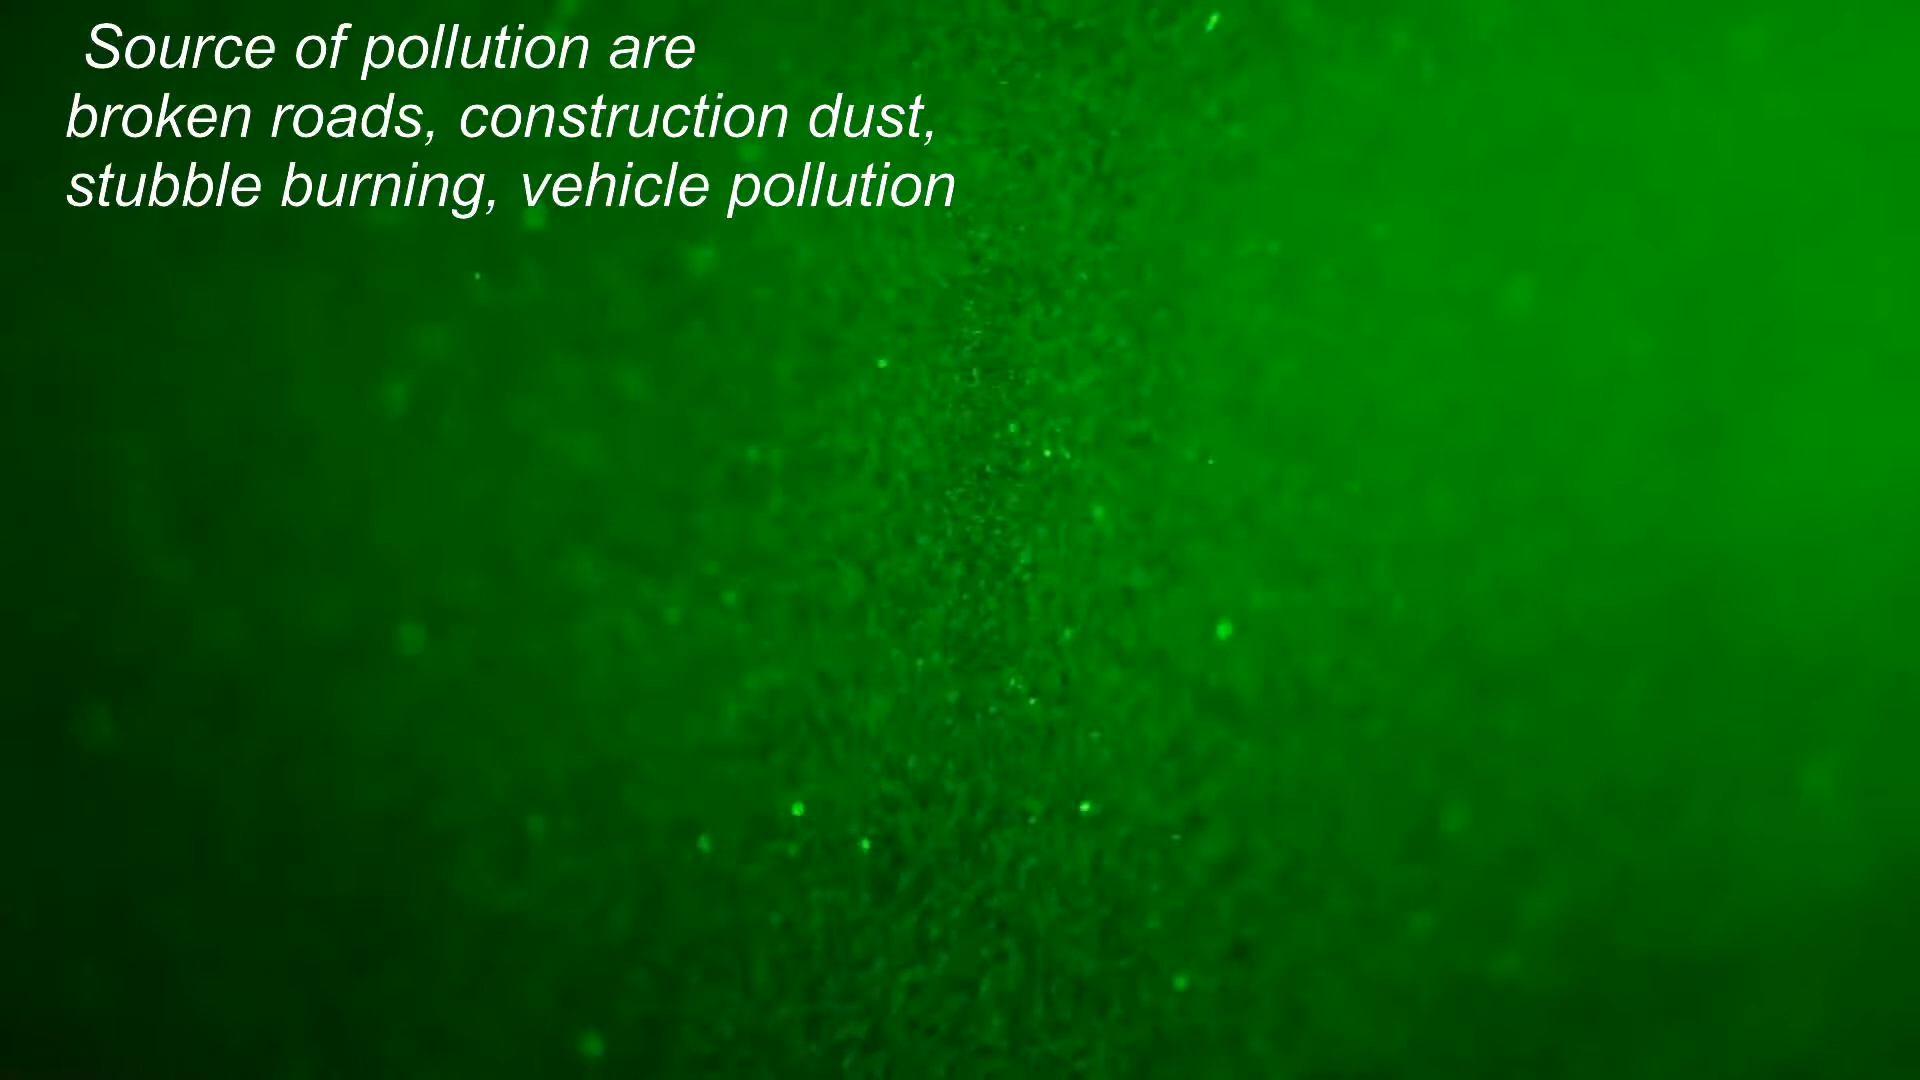 Source of pollution are
broken roads, construction dust,
stubble burning, vehicle pollution